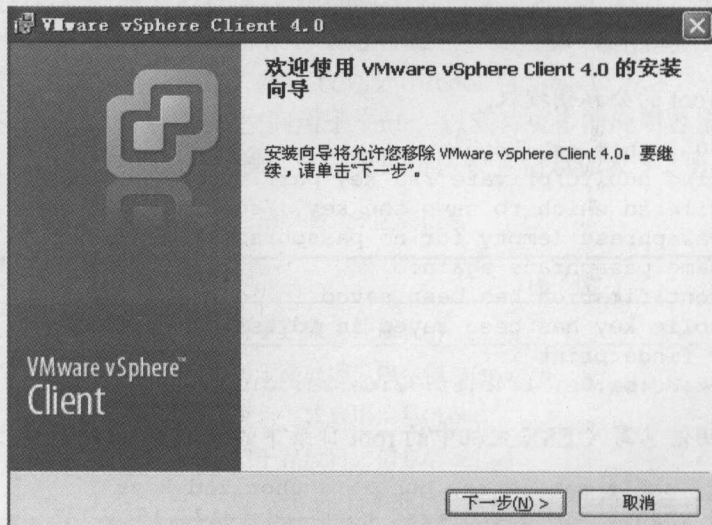 VMware vSphere Client 4.0
欢迎使用 VMware vSphere Client 4.0 的安装
向导
安装向导将允许您移除 VMware vSphere Client 4.0。要继
续，请单击“下一步”。
VMware vSphere™
Client
下一步(N) >
取消